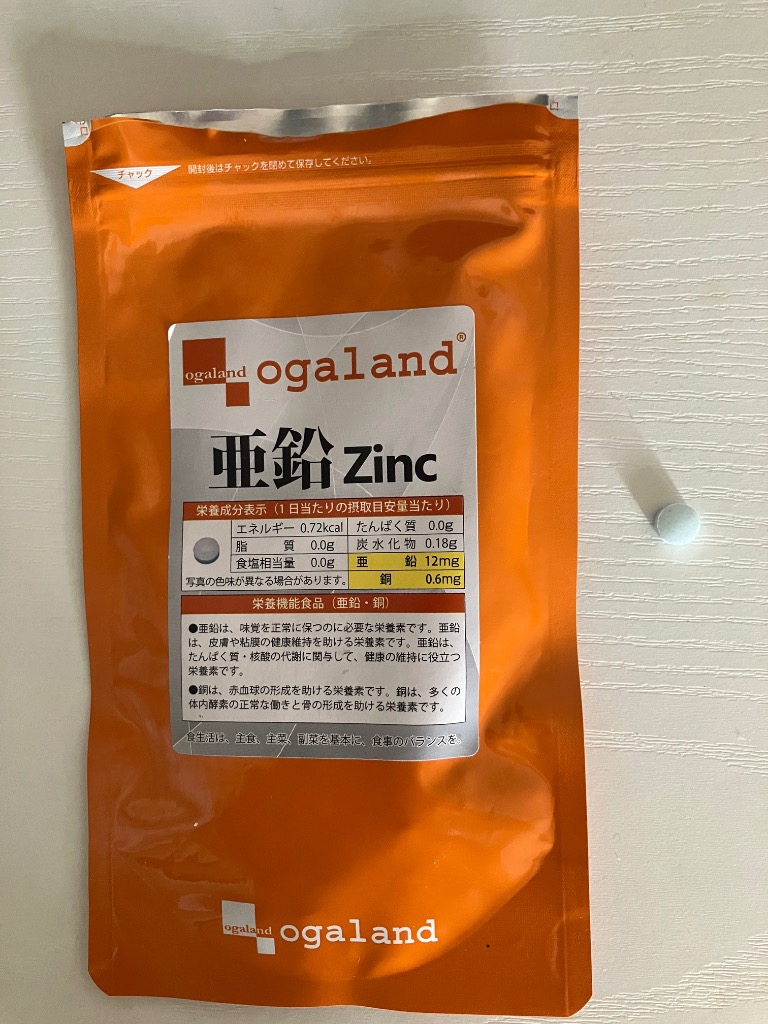 チャック
開封後はチャックを閉めて保存してください。
ogaland ogaland®
亜鉛 Zinc
栄養成分表示（1日当たりの摂取目安量当たり）
エネルギー 0.72kcal たんぱく質 0.0g
脂質 0.0g 炭水化物 0.18g
食塩相当量 0.0g 亜鉛 12mg
写真の色味が異なる場合があります。 銅 0.6mg
栄養機能食品（亜鉛・銅）
●亜鉛は、味覚を正常に保つのに必要な栄養素です。亜鉛
は、皮膚や粘膜の健康維持を助ける栄養素です。亜鉛は、
たんぱく質・核酸の代謝に関与して、健康の維持に役立つ
栄養素です。
●銅は、赤血球の形成を助ける栄養素です。銅は、多くの
体内酵素の正常な働きと骨の形成を助ける栄養素です。
食生活は、主食、主菜、副菜を基本に、食事のバランスを。
ogaland ogaland